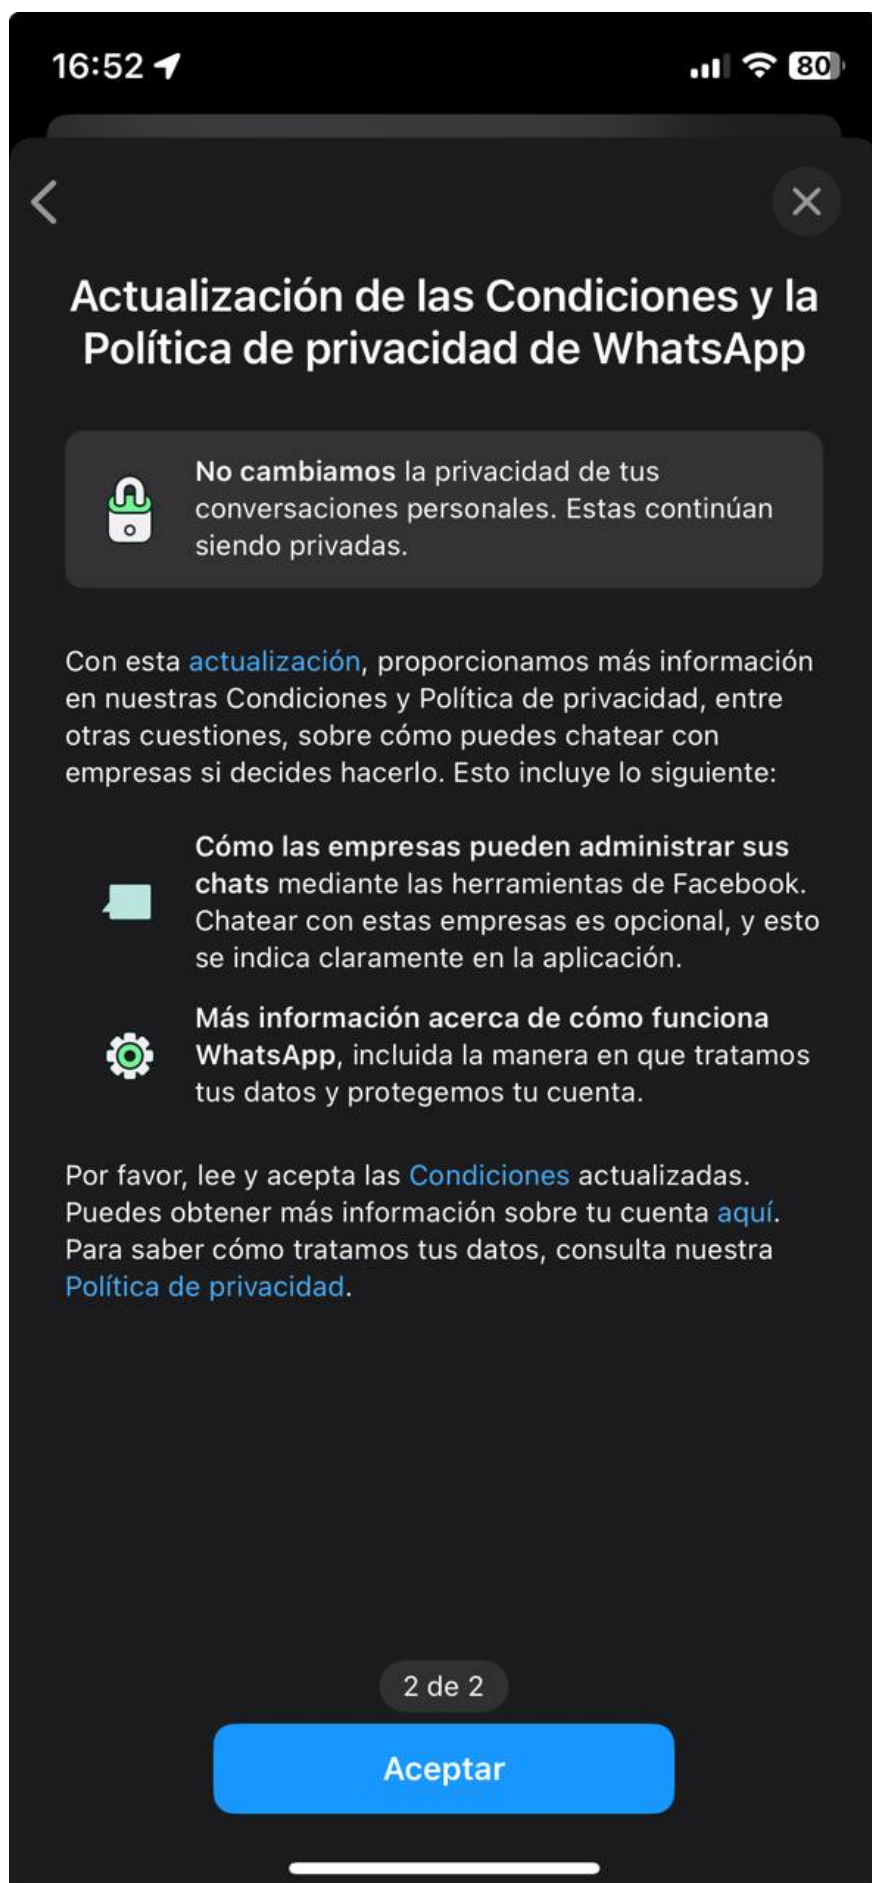 16:52
80
Actualización de las Condiciones y la
Política de privacidad de WhatsApp
No cambiamos la privacidad de tus
conversaciones personales. Estas continúan
siendo privadas.
Con esta actualización, proporcionamos más información
en nuestras Condiciones y Política de privacidad, entre
otras cuestiones, sobre cómo puedes chatear con
empresas si decides hacerlo. Esto incluye lo siguiente:
Cómo las empresas pueden administrar sus
chats mediante las herramientas de Facebook.
Chatear con estas empresas es opcional, y esto
se indica claramente en la aplicación.
Más información acerca de cómo funciona
WhatsApp, incluida la manera en que tratamos
tus datos y protegemos tu cuenta.
Por favor, lee y acepta las Condiciones actualizadas.
Puedes obtener más información sobre tu cuenta aquí.
Para saber cómo tratamos tus datos, consulta nuestra
Política de privacidad.
2 de 2
Aceptar